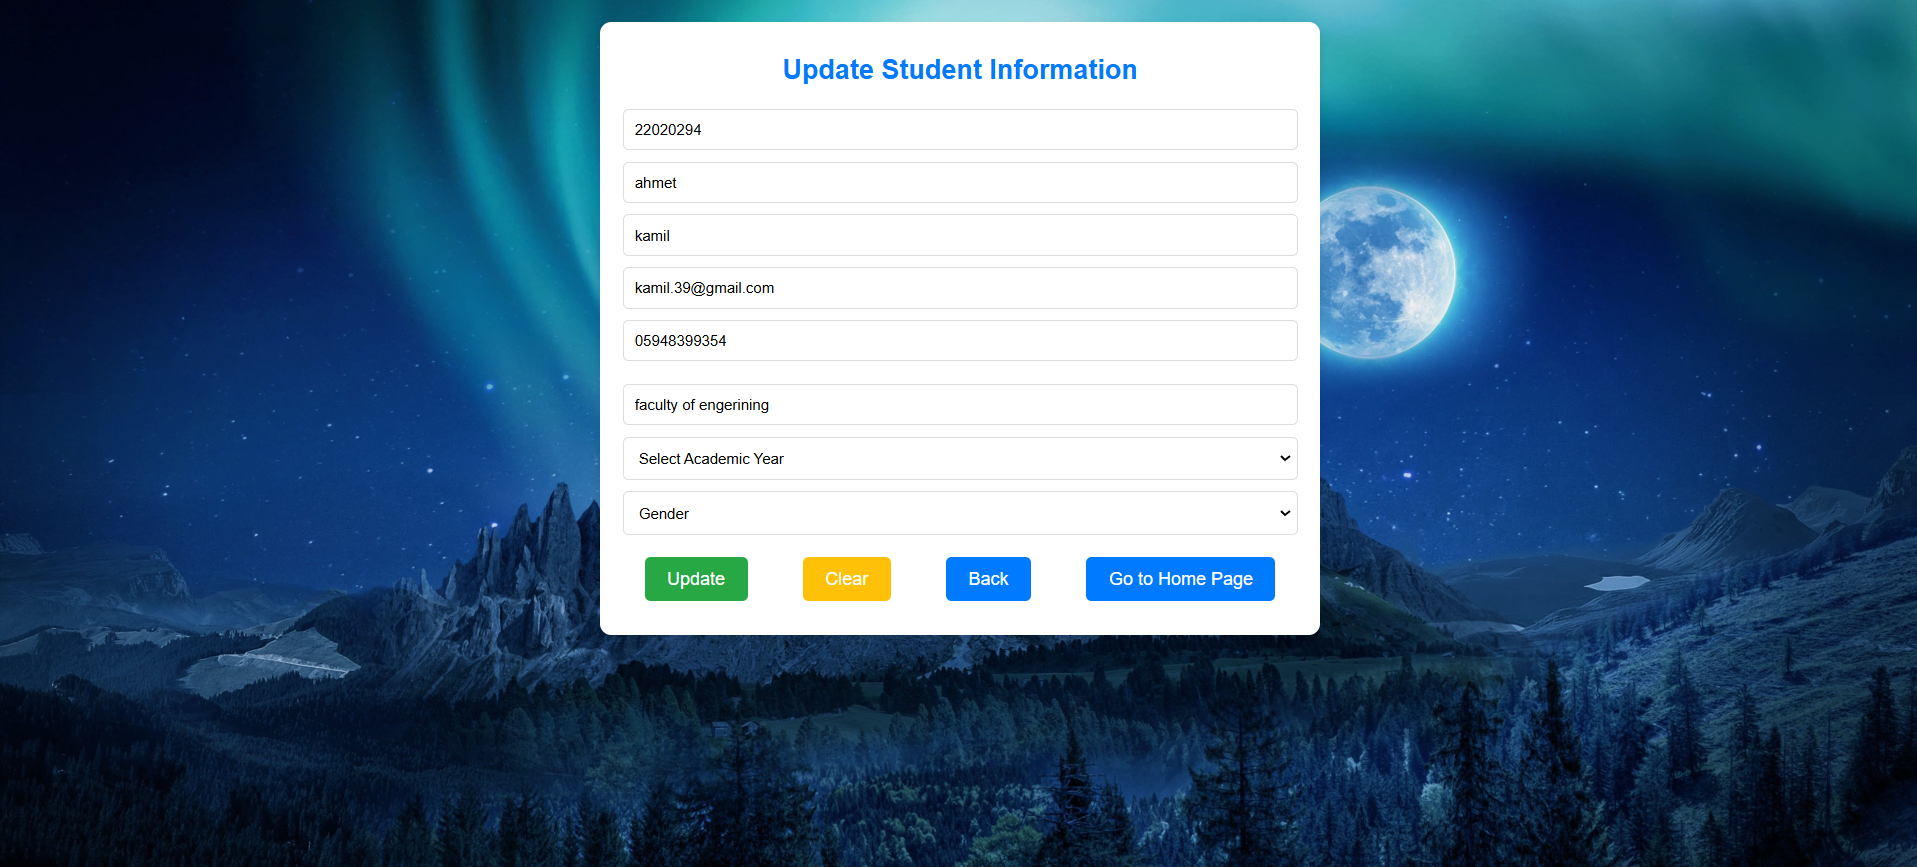 Update Student Information
22020294
ahmet
kamil
kamil.39@gmail.com
05948399354
faculty of engerining
Select Academic Year
Gender
Update Clear Back Go to Home Page